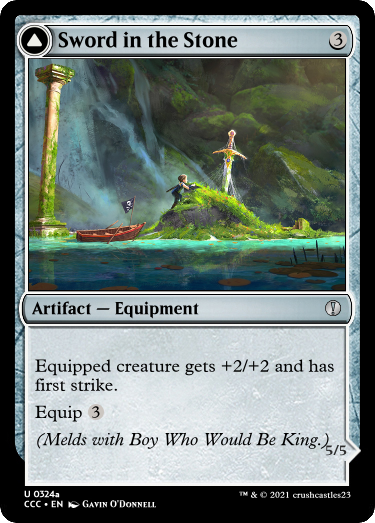 Sword in the Stone 3
Artifact — Equipment
Equipped creature gets +2/+2 and has
first strike.
Equip 3
(Melds with Boy Who Would Be King.)
5/5
U 0324a
CCC • EN Gavin O'Donnell
™ & © 2021 crushcastles23